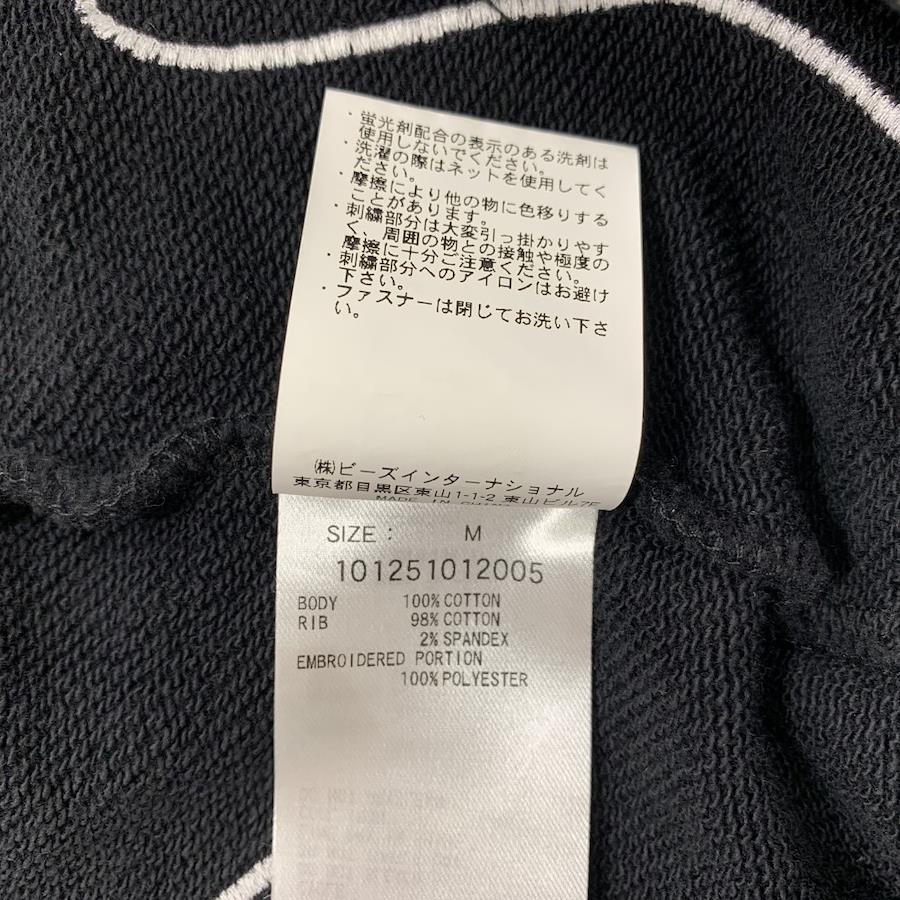 ・蛍光剤配合の表示のある洗剤は
使用しないでください。
・洗濯の際はネットを使用してく
ださい。
・摩擦により他の物に色移りする
ことがあります。
・刺繍部分は大変引っ掛かりやす
く、周囲の物との接触や極度の
摩擦に十分ご注意ください。
・刺繍部分へのアイロンはお避け
下さい。
・ファスナーは閉じてお洗い下さ
い。
㈱ビーズインターナショナル
東京都目黒区東山1-1-2 東山ビル7F
MADE IN
SIZE : M
101251012005
BODY 100% COTTON
RIB 98% COTTON
2% SPANDEX
EMBROIDERED PORTION
100% POLYESTER